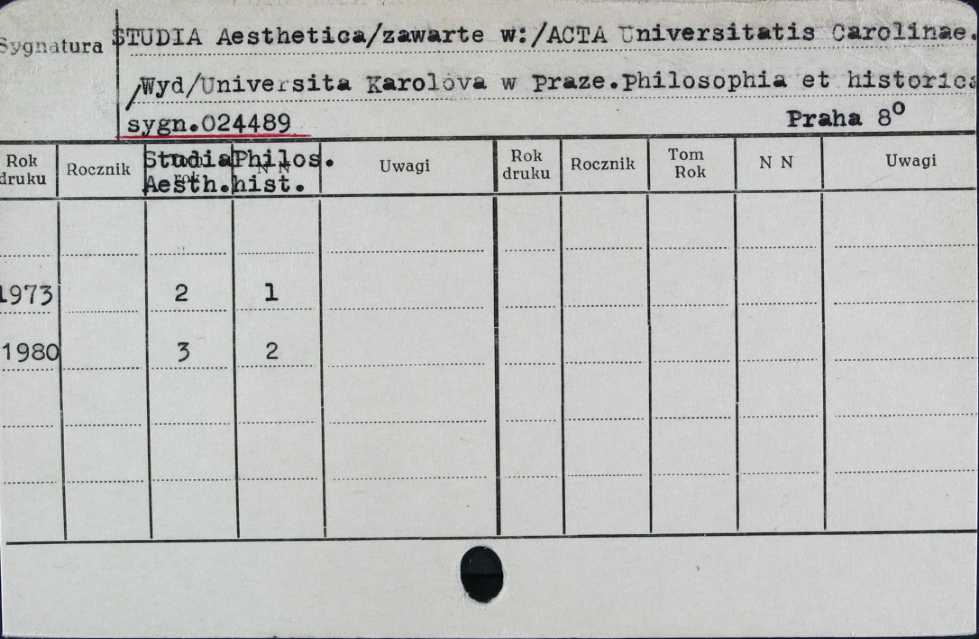 Sygnatura STUDIA Aesthetica/zawarte w:/ACTA Universitatis Carolinae.
/Wyd/Universita Karolova w Praze.Philosophia et historica
sygn.024489 Praha 8º
Rok druku Rocznik Studia Aesth. Philos. hist. Uwagi Rok druku Rocznik Tom Rok N N Uwagi
1973 2 1
1980 3 2